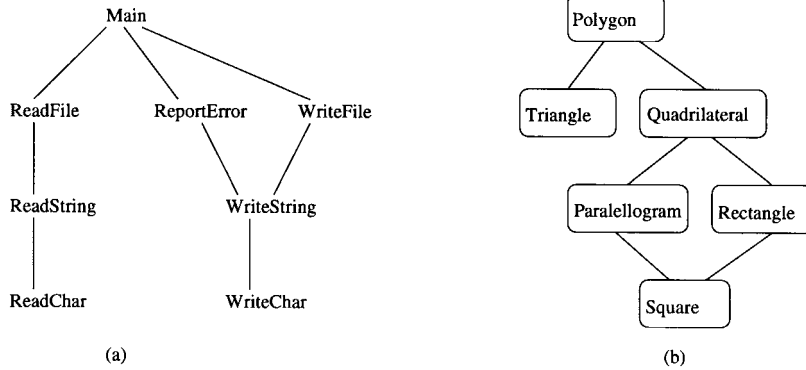 Main
ReadFile
ReportError
WriteFile
ReadString
WriteString
ReadChar
WriteChar
(a)
Polygon
Triangle
Quadrilateral
Paralellogram
Rectangle
Square
(b)